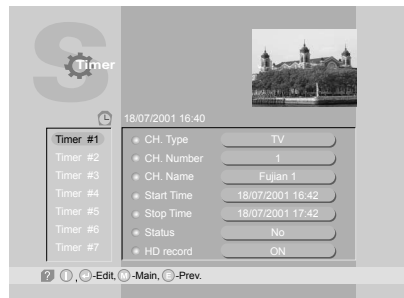 S
Timer
18/07/2001 16:40
Timer #1
Timer #2
Timer #3
Timer #4
Timer #5
Timer #6
Timer #7
CH. Type TV
CH. Number 1
CH. Name Fujian 1
Start Time 18/07/2001 16:42
Stop Time 18/07/2001 17:42
Status No
HD record ON
? , -Edit, M -Main, -Prev.